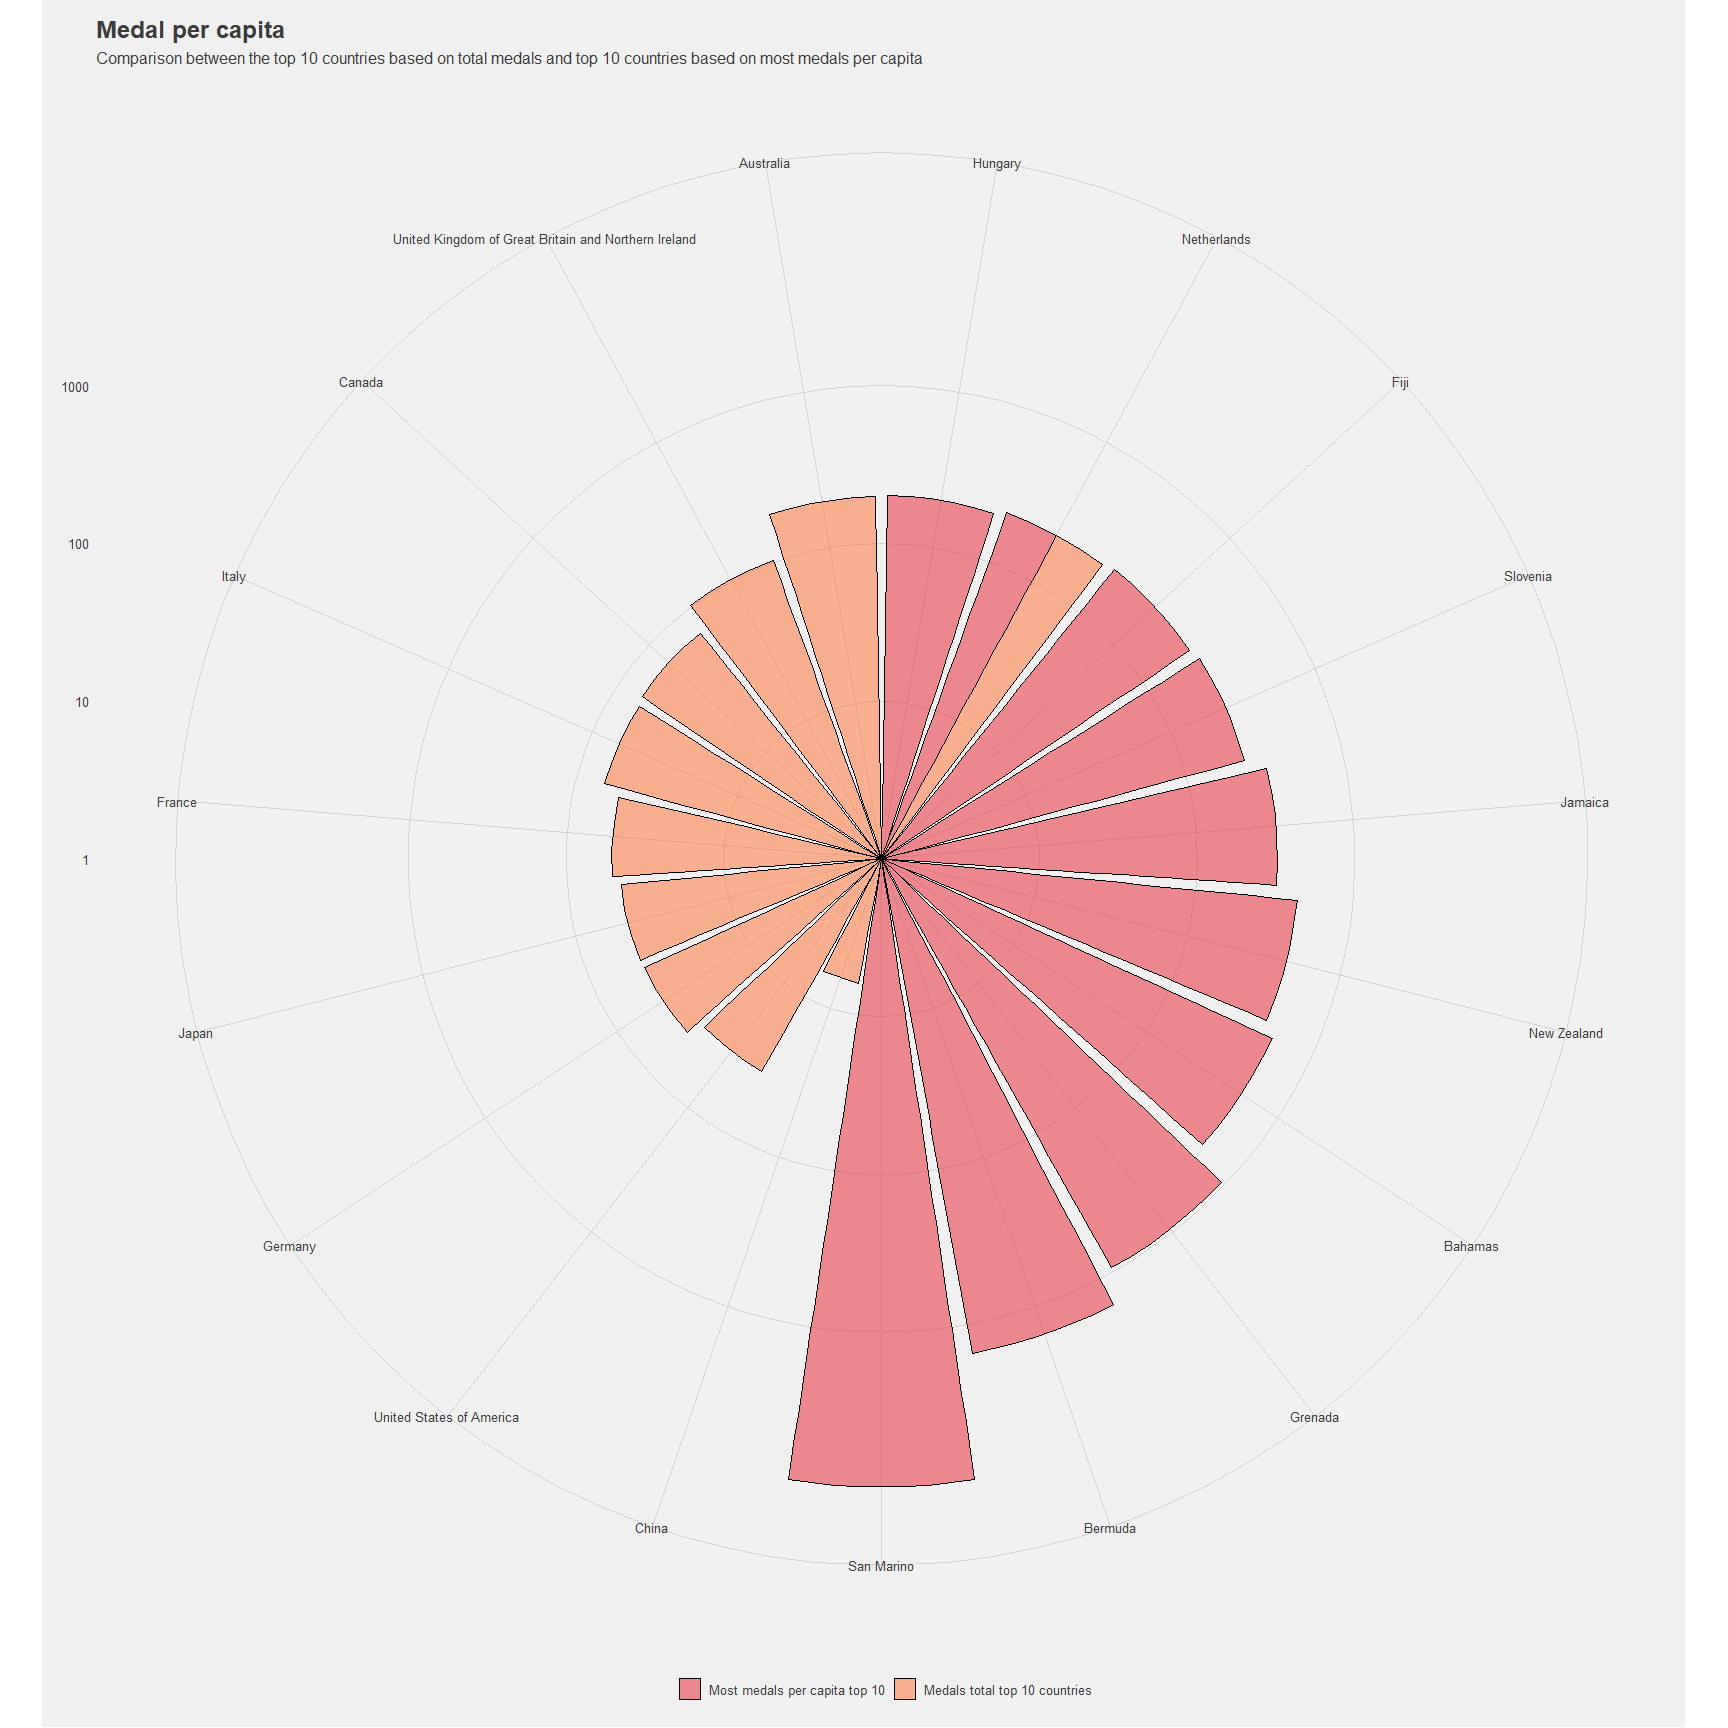 Medal per capita
Comparison between the top 10 countries based on total medals and top 10 countries based on most medals per capita
Australia
Hungary
United Kingdom of Great Britain and Northern Ireland
Netherlands
1000
Canada
Fiji
100
Italy
Slovenia
10
France
Jamaica
1
Japan
New Zealand
Germany
Bahamas
United States of America
Grenada
China
Bermuda
San Marino
Most medals per capita top 10
Medals total top 10 countries